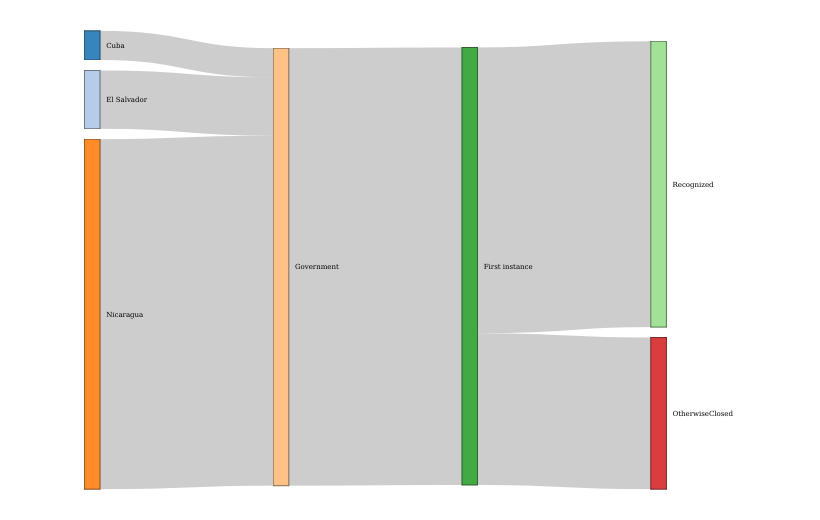 Cuba
El Salvador
Nicaragua
Government
First instance
Recognized
OtherwiseClosed